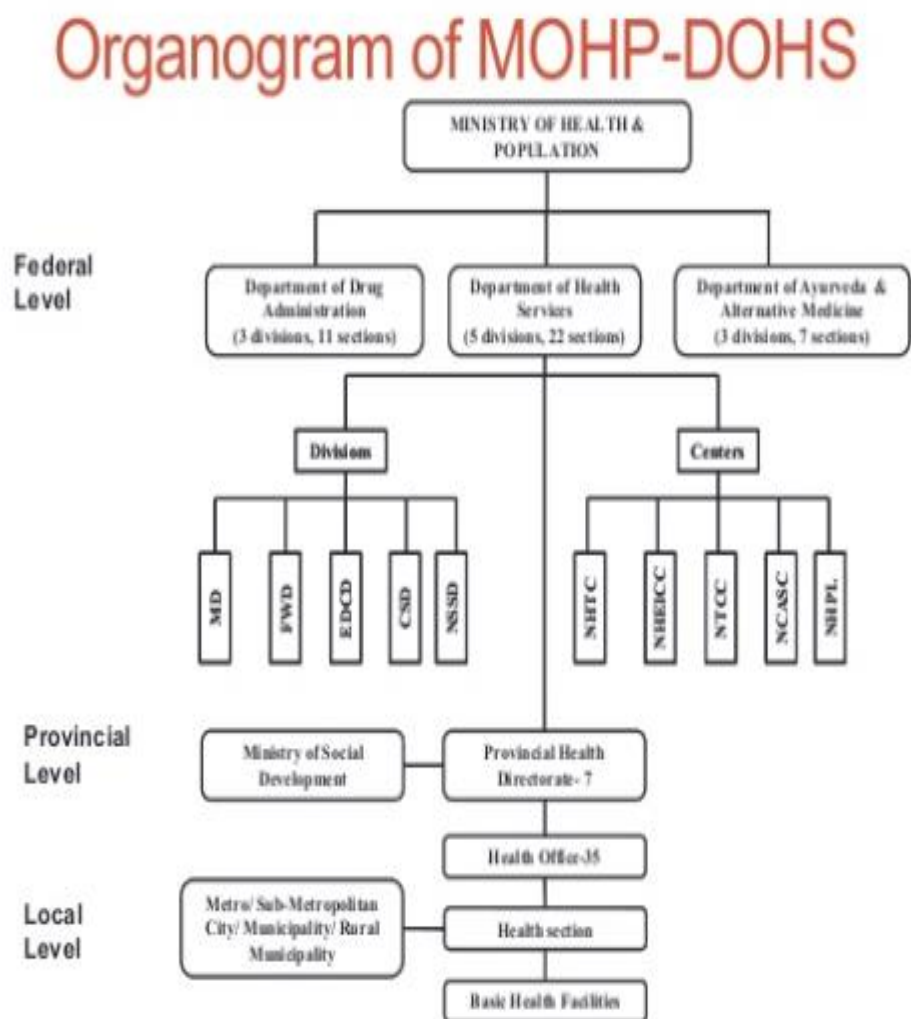 Organogram of MOHP-DOHS
MINISTRY OF HEALTH &
POPULATION
Federal
Level
Department of Drug
Administration
(3 divisions, 11 sections)
Department of Health
Services
(5 divisions, 22 sections)
Department of Ayurveda &
Alternative Medicine
(3 divisions, 7 sections)
Divisions
Centers
MD
FWD
EDCD
CSD
NSSD
NHTC
NHEICC
NTCC
NCASC
NHPL
Provincial
Level
Ministry of Social
Development
Provincial Health
Directorate- 7
Health Office-35
Local
Level
Metro/ Sub-Metropolitan
City/ Municipality/ Rural
Municipality
Health section
Basic Health Facilities